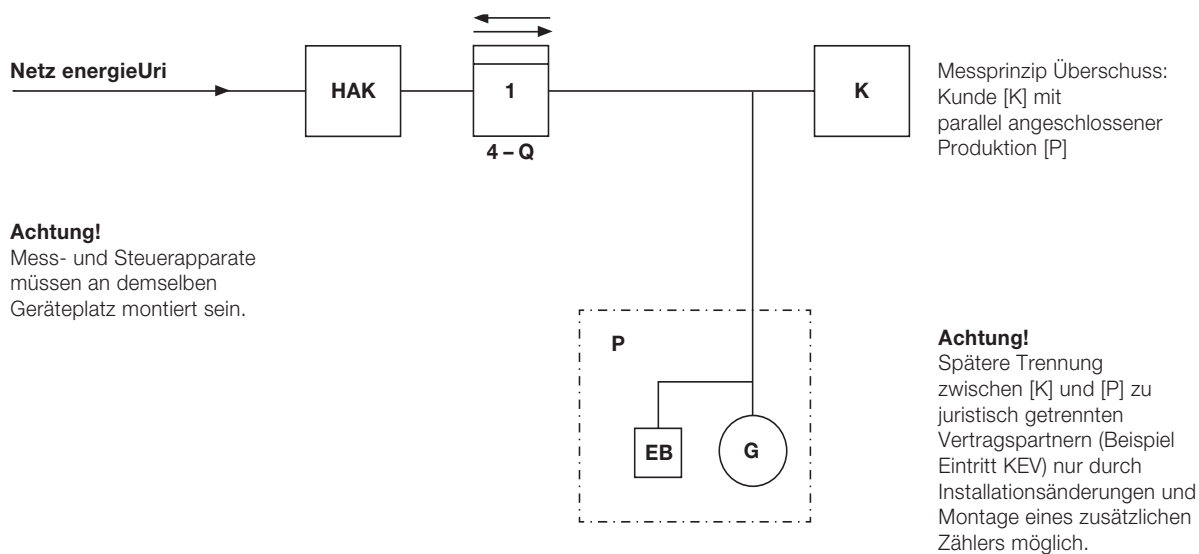 Netz energieUri
HAK
1
4 – Q
K
Messprinzip Überschuss:
Kunde [K] mit
parallel angeschlossener
Produktion [P]
Achtung!
Mess- und Steuerapparate
müssen an demselben
Geräteplatz montiert sein.
P
EB
G
Achtung!
Spätere Trennung
zwischen [K] und [P] zu
juristisch getrennten
Vertragspartnern (Beispiel
Eintritt KEV) nur durch
Installationsänderungen und
Montage eines zusätzlichen
Zählers möglich.